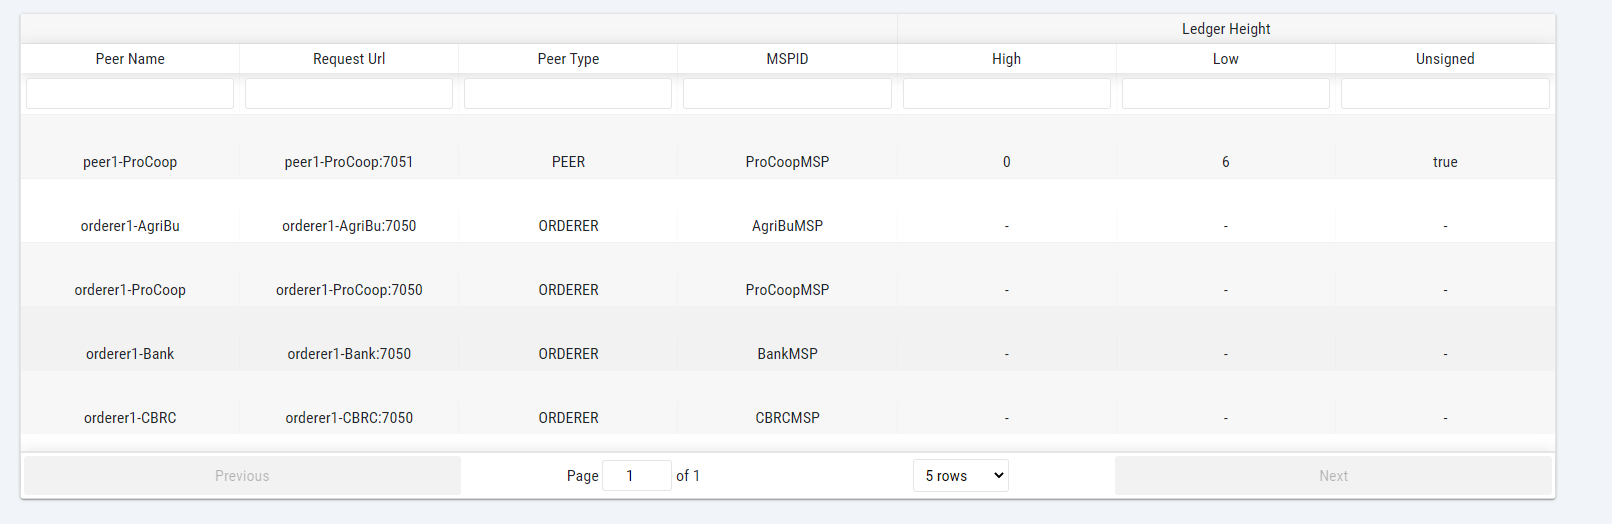 Ledger Height
Peer Name Request Url Peer Type MSPID High Low Unsigned
peer1-ProCoop peer1-ProCoop:7051 PEER ProCoopMSP 0 6 true
orderer1-AgriBu orderer1-AgriBu:7050 ORDERER AgriBuMSP - - -
orderer1-ProCoop orderer1-ProCoop:7050 ORDERER ProCoopMSP - - -
orderer1-Bank orderer1-Bank:7050 ORDERER BankMSP - - -
orderer1-CBRC orderer1-CBRC:7050 ORDERER CBRCMSP - - -
Previous Page 1 of 1 5 rows Next